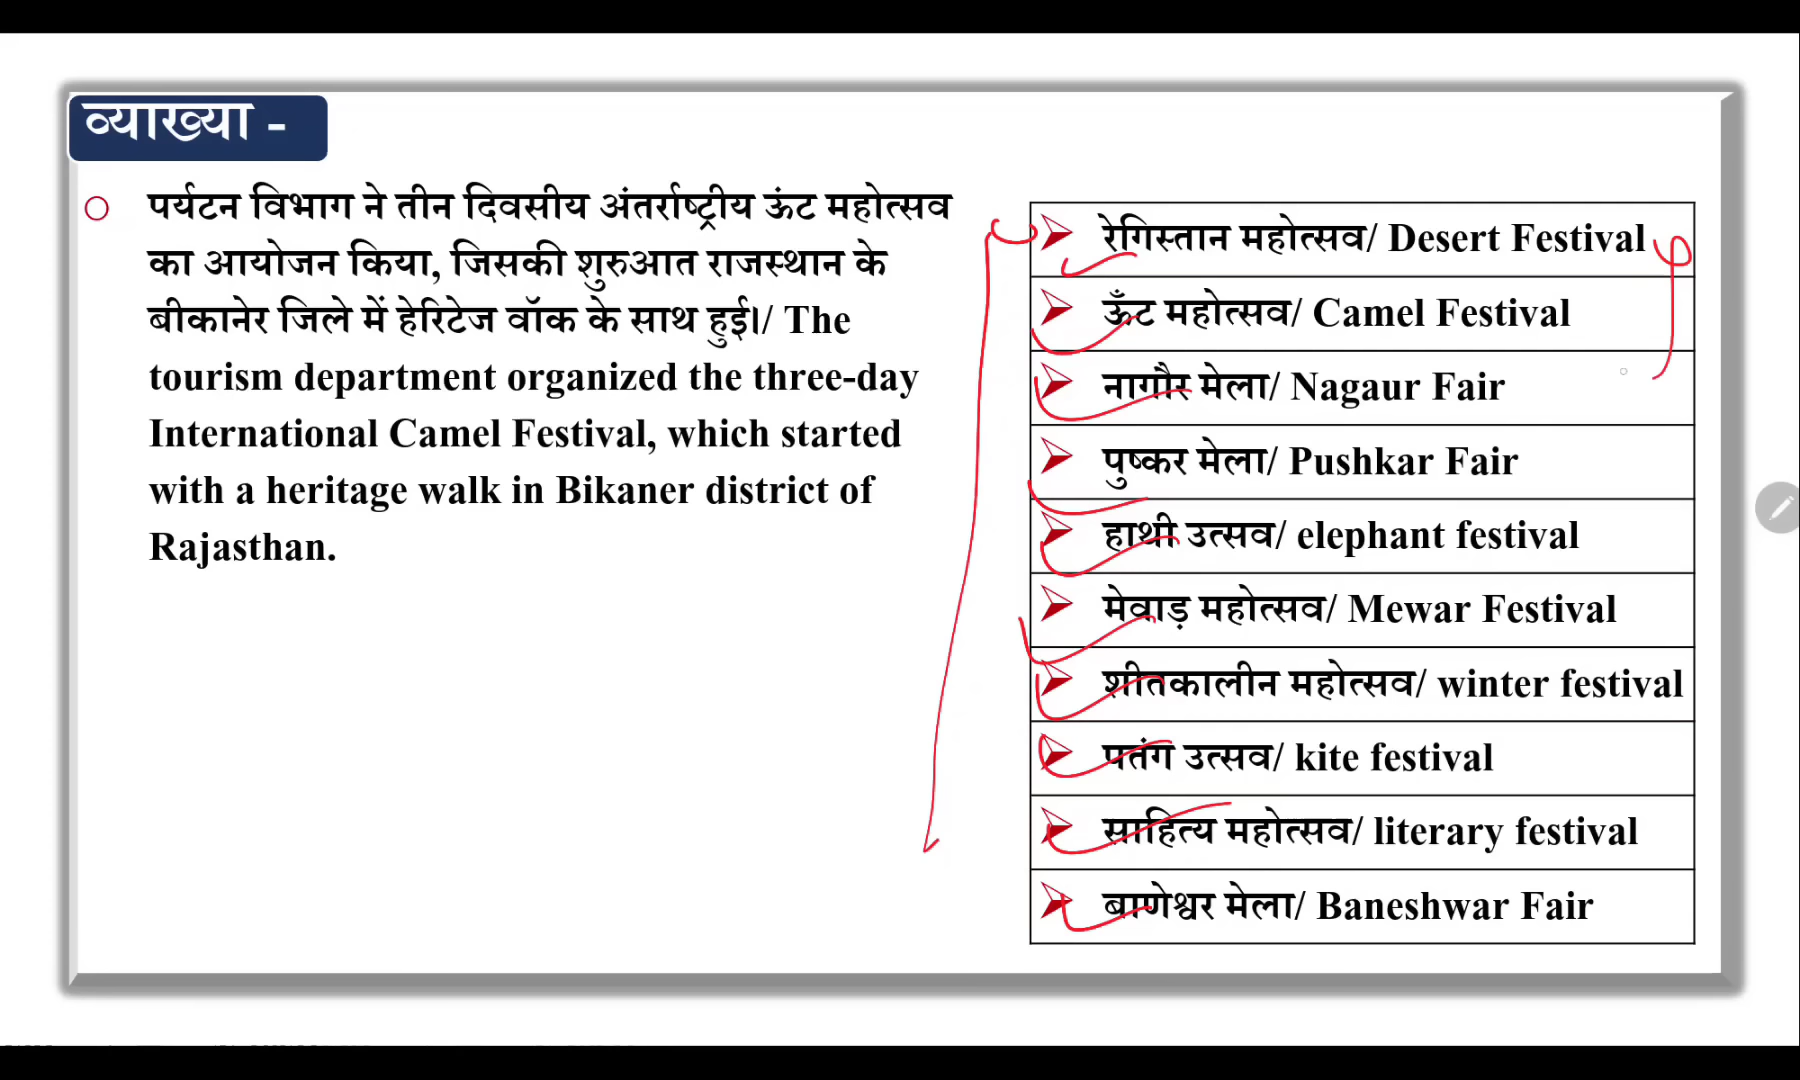 व्याख्या -
पर्यटन विभाग ने तीन दिवसीय अंतर्राष्ट्रीय ऊंट महोत्सव
का आयोजन किया, जिसकी शुरुआत राजस्थान के
बीकानेर जिले में हेरिटेज वॉक के साथ हुई।/ The
tourism department organized the three-day
International Camel Festival, which started
with a heritage walk in Bikaner district of
Rajasthan.
रेगिस्तान महोत्सव/ Desert Festival
ऊँट महोत्सव/ Camel Festival
नागौर मेला/ Nagaur Fair
पुष्कर मेला/ Pushkar Fair
हाथी उत्सव/ elephant festival
मेवाड़ महोत्सव/ Mewar Festival
शीतकालीन महोत्सव/ winter festival
पतंग उत्सव/ kite festival
साहित्य महोत्सव/ literary festival
बाणेश्वर मेला/ Baneshwar Fair